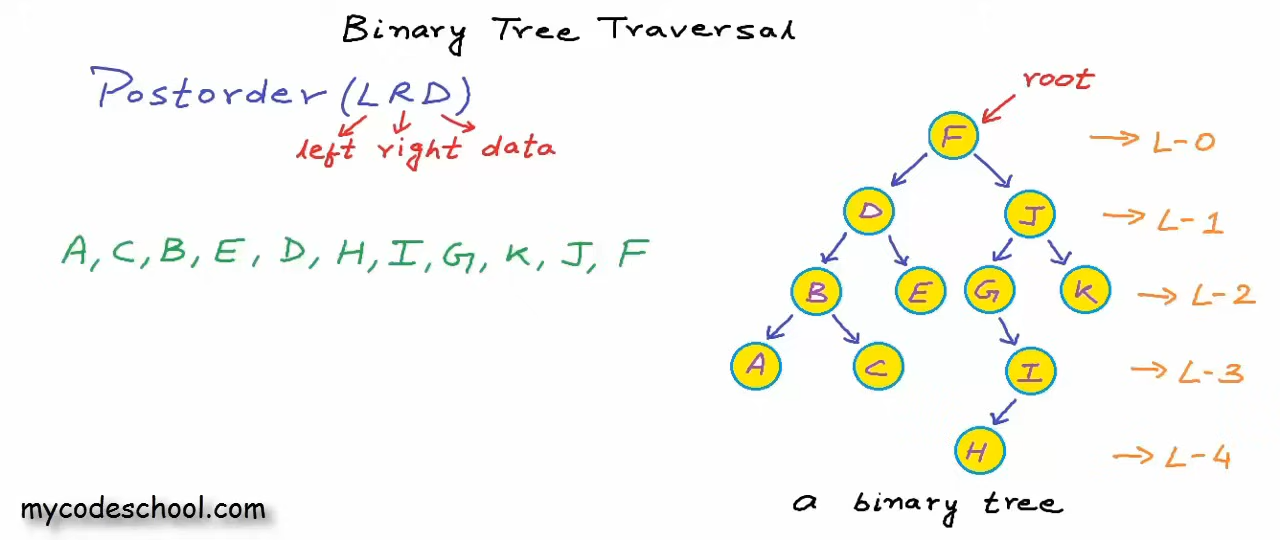 Binary Tree Traversal
Postorder (LRD)
left right data
A, C, B, E, D, H, I, G, K, J, F
root
F
L-0
D J
L-1
B E G K
L-2
A C I
L-3
H
L-4
a binary tree
mycodeschool.com